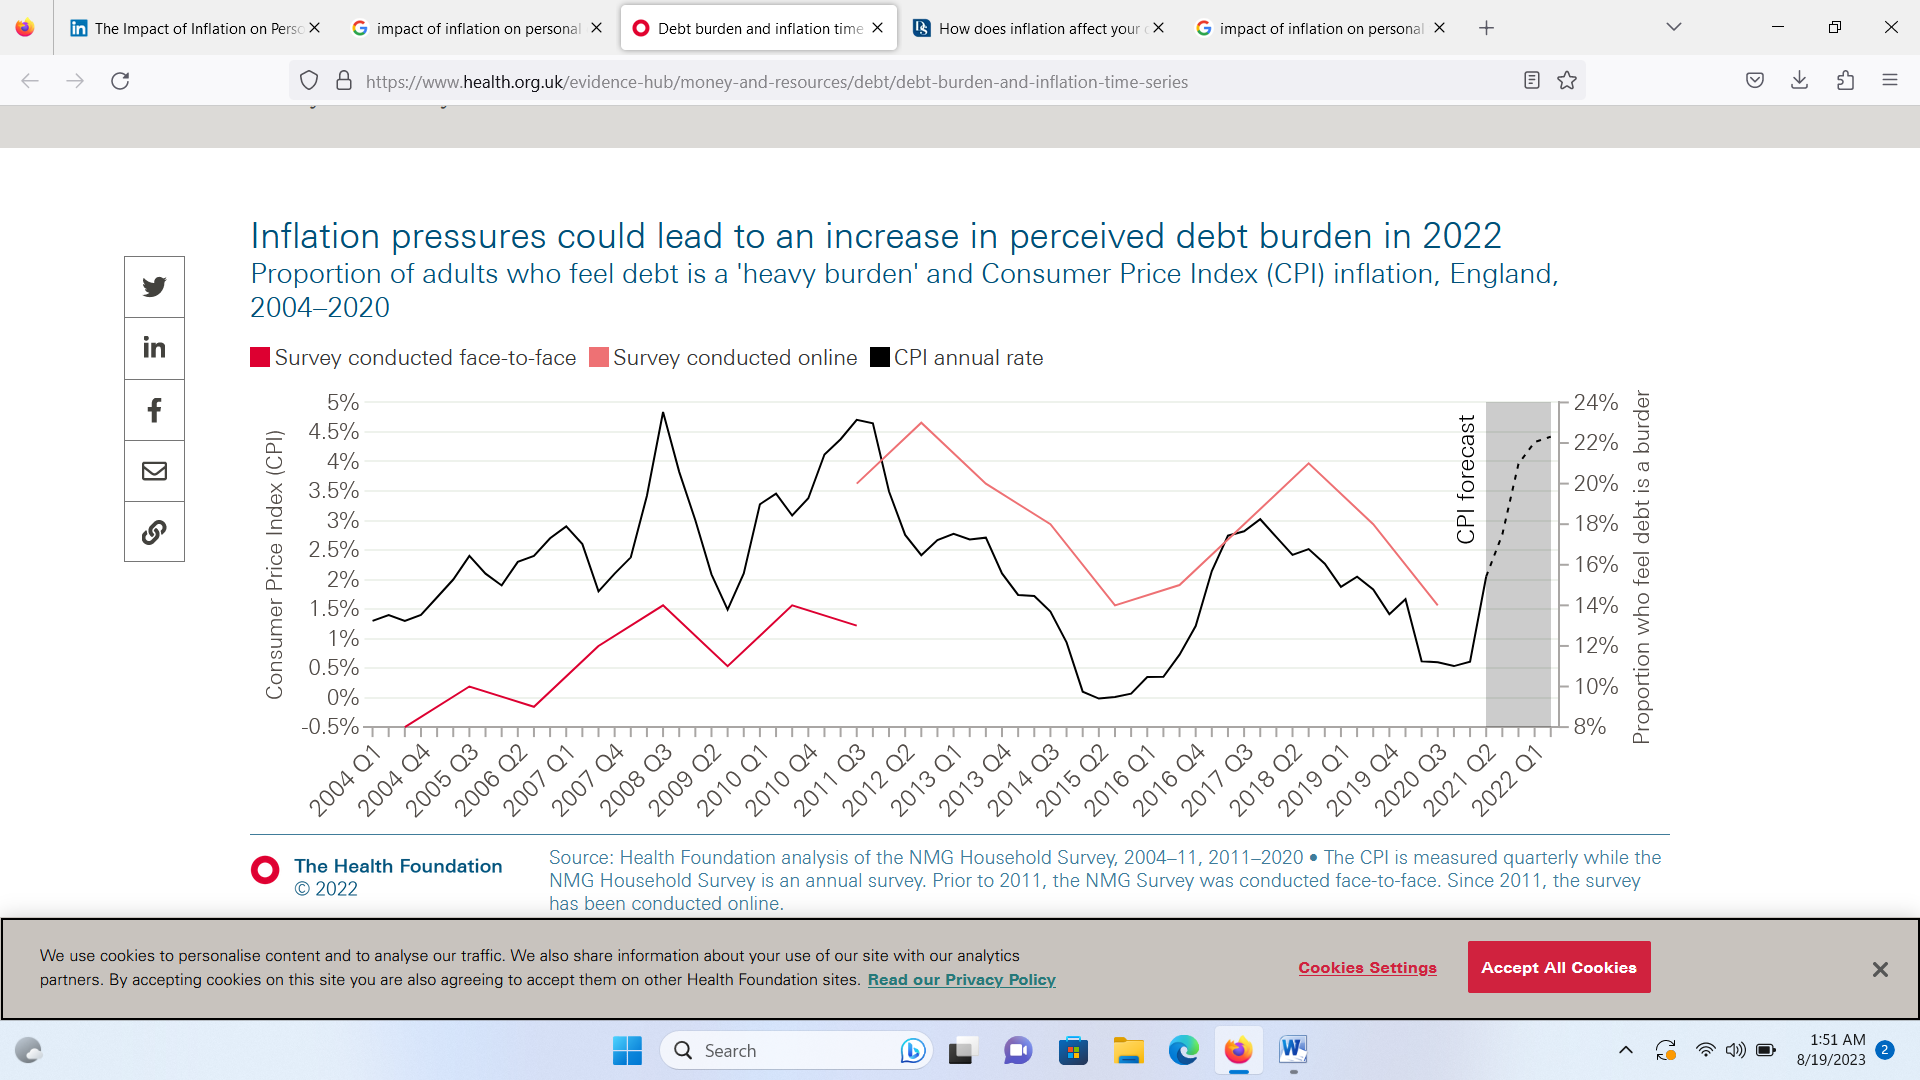 The Impact of Inflation on Perso
impact of inflation on personal
Debt burden and inflation time
How does inflation affect your
impact of inflation on personal
https://www.health.org.uk/evidence-hub/money-and-resources/debt/debt-burden-and-inflation-time-series
Inflation pressures could lead to an increase in perceived debt burden in 2022
Proportion of adults who feel debt is a 'heavy burden' and Consumer Price Index (CPI) inflation, England,
2004–2020
Survey conducted face-to-face
Survey conducted online
CPI annual rate
Consumer Price Index (CPI)
5%
4.5%
4%
3.5%
3%
2.5%
2%
1.5%
1%
0.5%
0%
-0.5%
CPI forecast
24%
22%
20%
18%
16%
14%
12%
10%
8%
Proportion who feel debt is a burder
2004 Q1
2004 Q4
2005 Q3
2006 Q2
2007 Q1
2007 Q4
2008 Q3
2009 Q2
2010 Q1
2010 Q4
2011 Q3
2012 Q2
2013 Q1
2013 Q4
2014 Q3
2015 Q2
2016 Q1
2016 Q4
2017 Q3
2018 Q2
2019 Q1
2019 Q4
2020 Q3
2021 Q2
2022 Q1
The Health Foundation
© 2022
Source: Health Foundation analysis of the NMG Household Survey, 2004–11, 2011–2020 • The CPI is measured quarterly while the
NMG Household Survey is an annual survey. Prior to 2011, the NMG Survey was conducted face-to-face. Since 2011, the survey
has been conducted online.
We use cookies to personalise content and to analyse our traffic. We also share information about your use of our site with our analytics
partners. By accepting cookies on this site you are also agreeing to accept them on other Health Foundation sites. Read our Privacy Policy
Cookies Settings
Accept All Cookies
Search
1:51 AM
8/19/2023
2